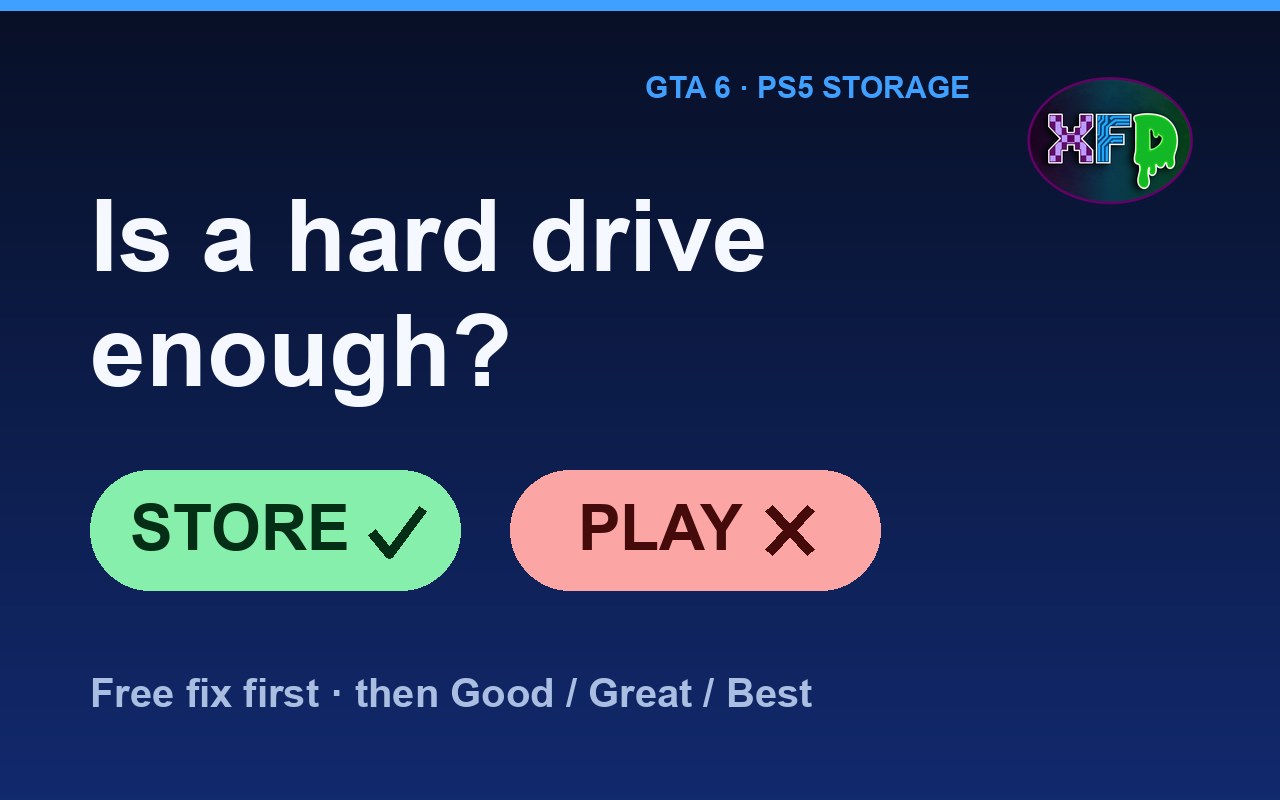 GTA 6 · PS5 STORAGE
XFD
Is a hard drive
enough?
STORE ✓
PLAY ✕
Free fix first · then Good / Great / Best